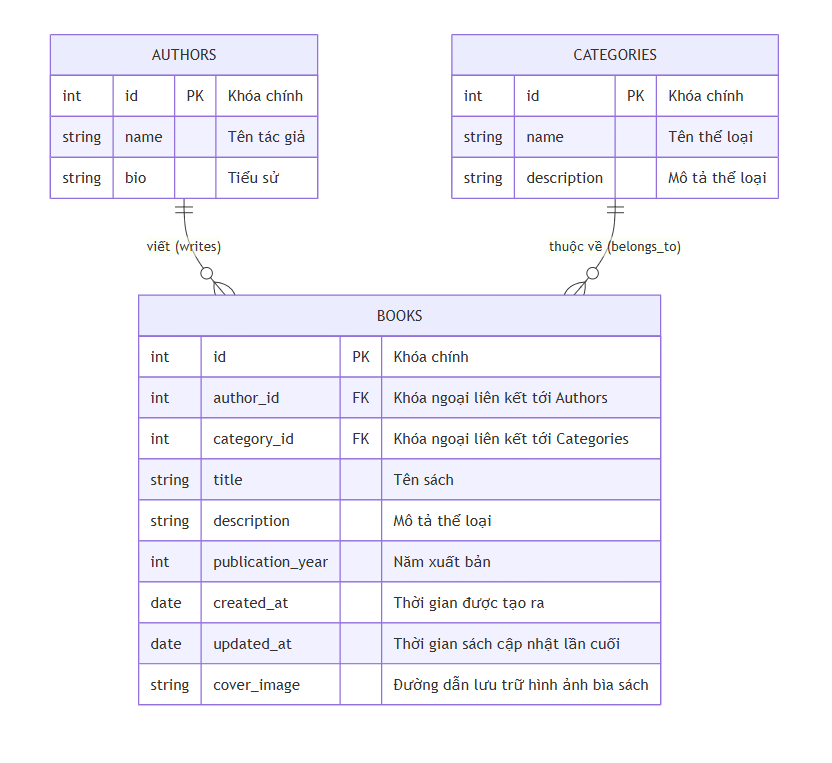 AUTHORS
int id PK Khóa chính
string name Tên tác giả
string bio Tiểu sử
CATEGORIES
int id PK Khóa chính
string name Tên thể loại
string description Mô tả thể loại
viết (writes)
thuộc về (belongs_to)
BOOKS
int id PK Khóa chính
int author_id FK Khóa ngoại liên kết tới Authors
int category_id FK Khóa ngoại liên kết tới Categories
string title Tên sách
string description Mô tả thể loại
int publication_year Năm xuất bản
date created_at Thời gian được tạo ra
date updated_at Thời gian sách cập nhật lần cuối
string cover_image Đường dẫn lưu trữ hình ảnh bìa sách